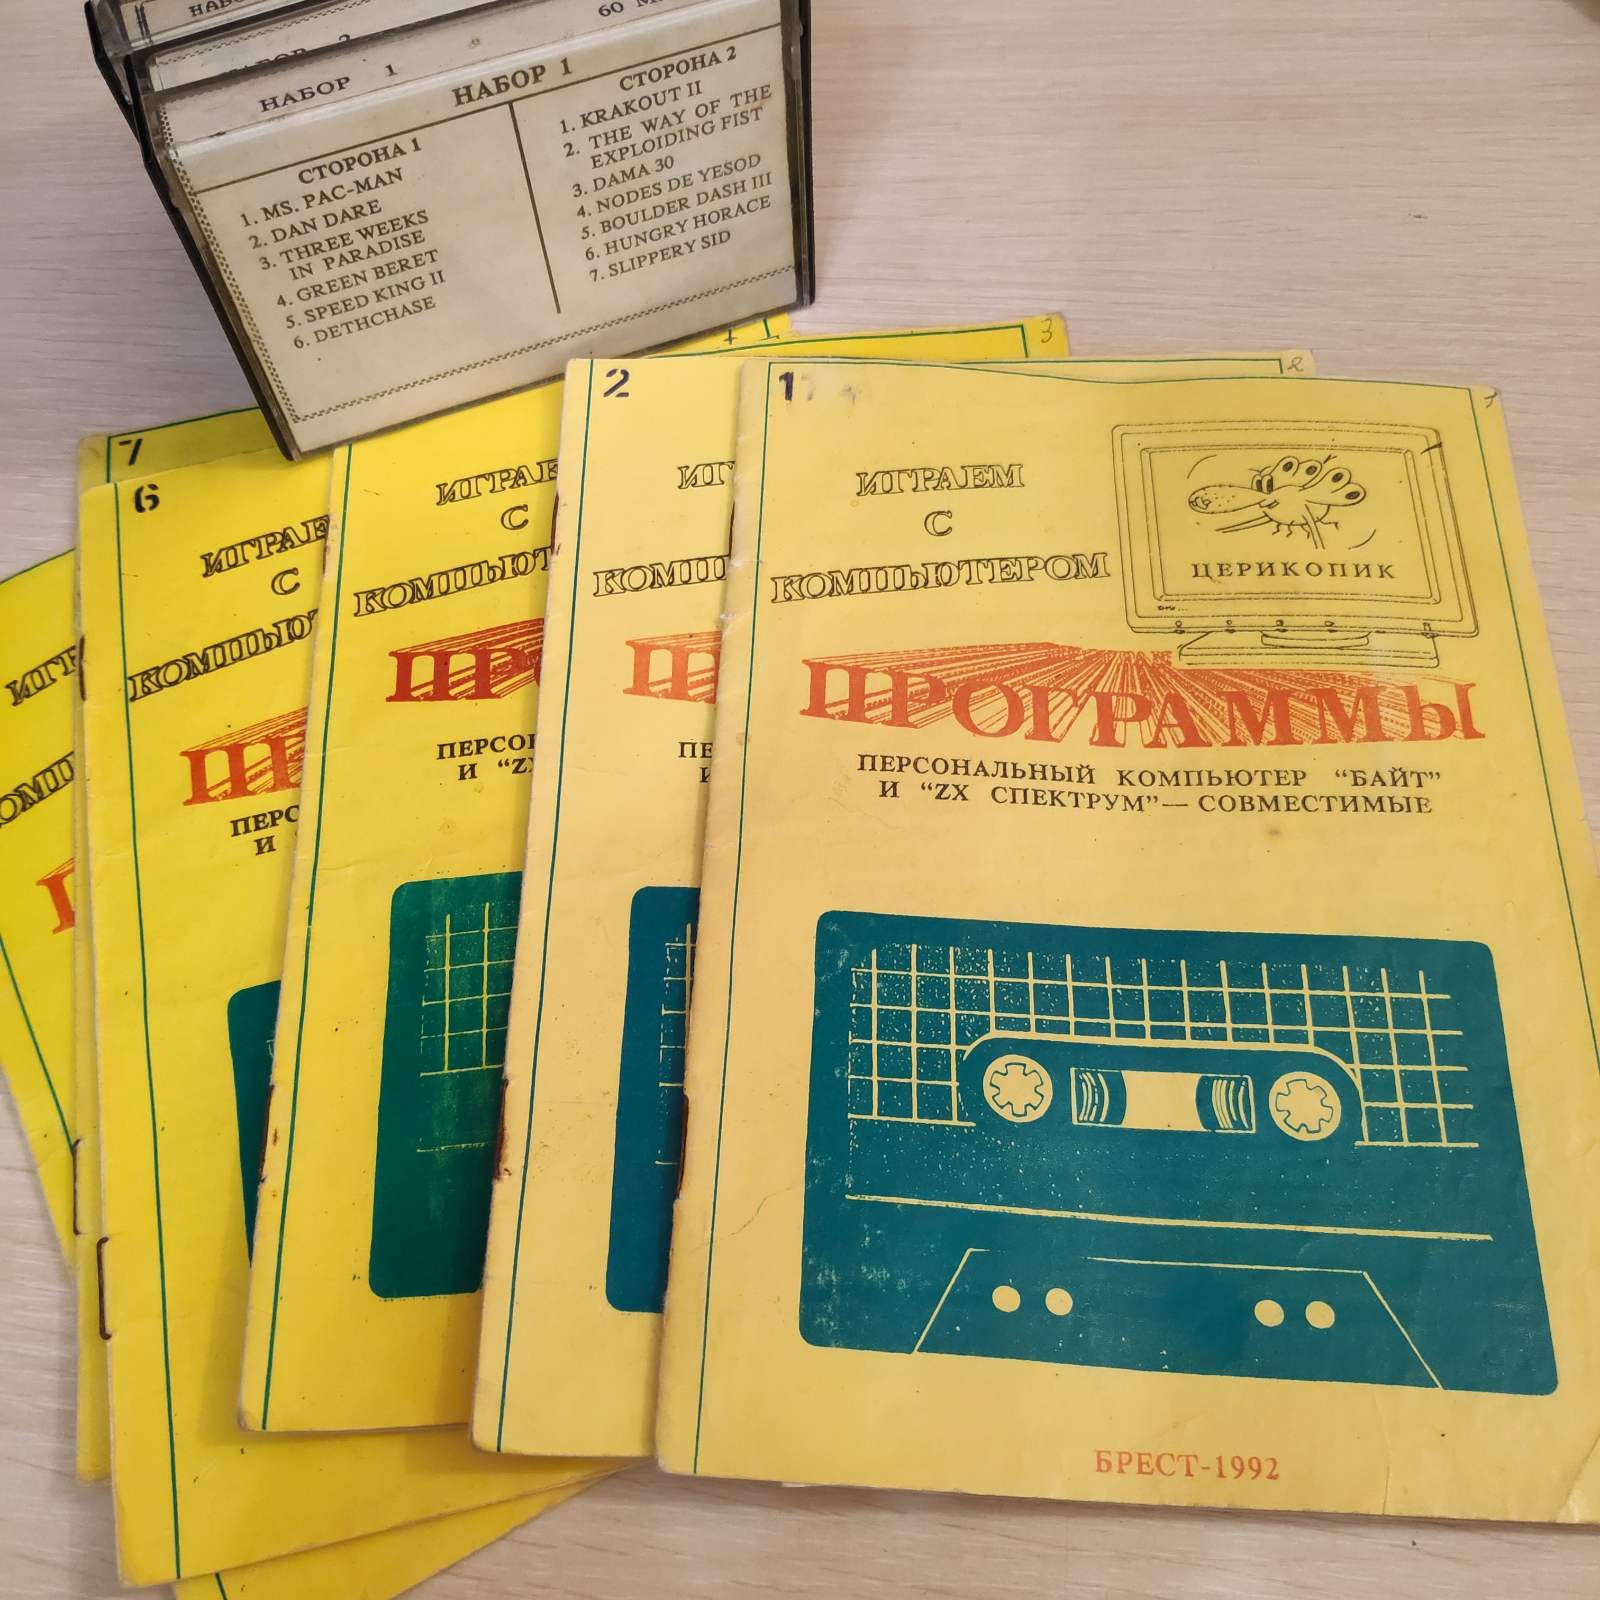 НАБОР 1
НАБОР 1
СТОРОНА 1
1. MS. PAC-MAN
2. DAN DARE
3. THREE WEEKS
IN PARADISE
4. GREEN BERET
5. SPEED KING II
6. DETHCHASE
СТОРОНА 2
1. KRAKOUT II
2. THE WAY OF THE
EXPLOIDING FIST
3. DAMA 30
4. NODES DE YESOD
5. BOULDER DASH III
6. HUNGRY HORACE
7. SLIPPERY SID
7
6
2
1
3
2
ИГРАЕМ
С
КОМПЬЮТЕРОМ
ЦЕРИКОПИК
ПРОГРАММЫ
ПЕРСОНАЛЬНЫЙ КОМПЬЮТЕР “БАЙТ”
И “ZX СПЕКТРУМ”— СОВМЕСТИМЫЕ
БРЕСТ-1992